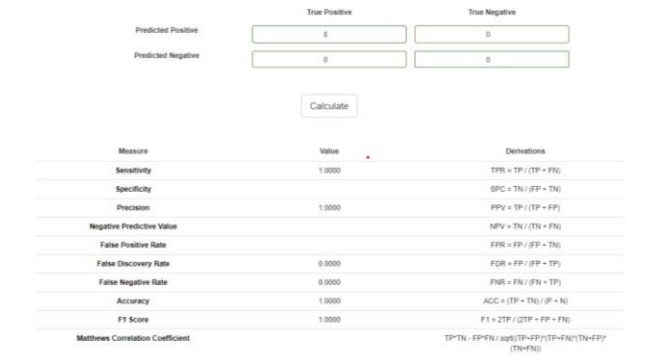 True Positive True Negative
Predicted Positive 8 0
Predicted Negative 0 0
Calculate
Measure Value Derivations
Sensitivity 1.0000 TPR = TP / (TP + FN)
Specificity SPC = TN / (FP + TN)
Precision 1.0000 PPV = TP / (TP + FP)
Negative Predictive Value NPV = TN / (TN + FN)
False Positive Rate FPR = FP / (FP + TN)
False Discovery Rate 0.0000 FDR = FP / (FP + TP)
False Negative Rate 0.0000 FNR = FN / (FN + TP)
Accuracy 1.0000 ACC = (TP + TN) / (P + N)
F1 Score 1.0000 F1 = 2TP / (2TP + FP + FN)
Matthews Correlation Coefficient TP*TN - FP*FN / sqrt((TP+FP)*(TP+FN)*(TN+FP)*
(TN+FN))